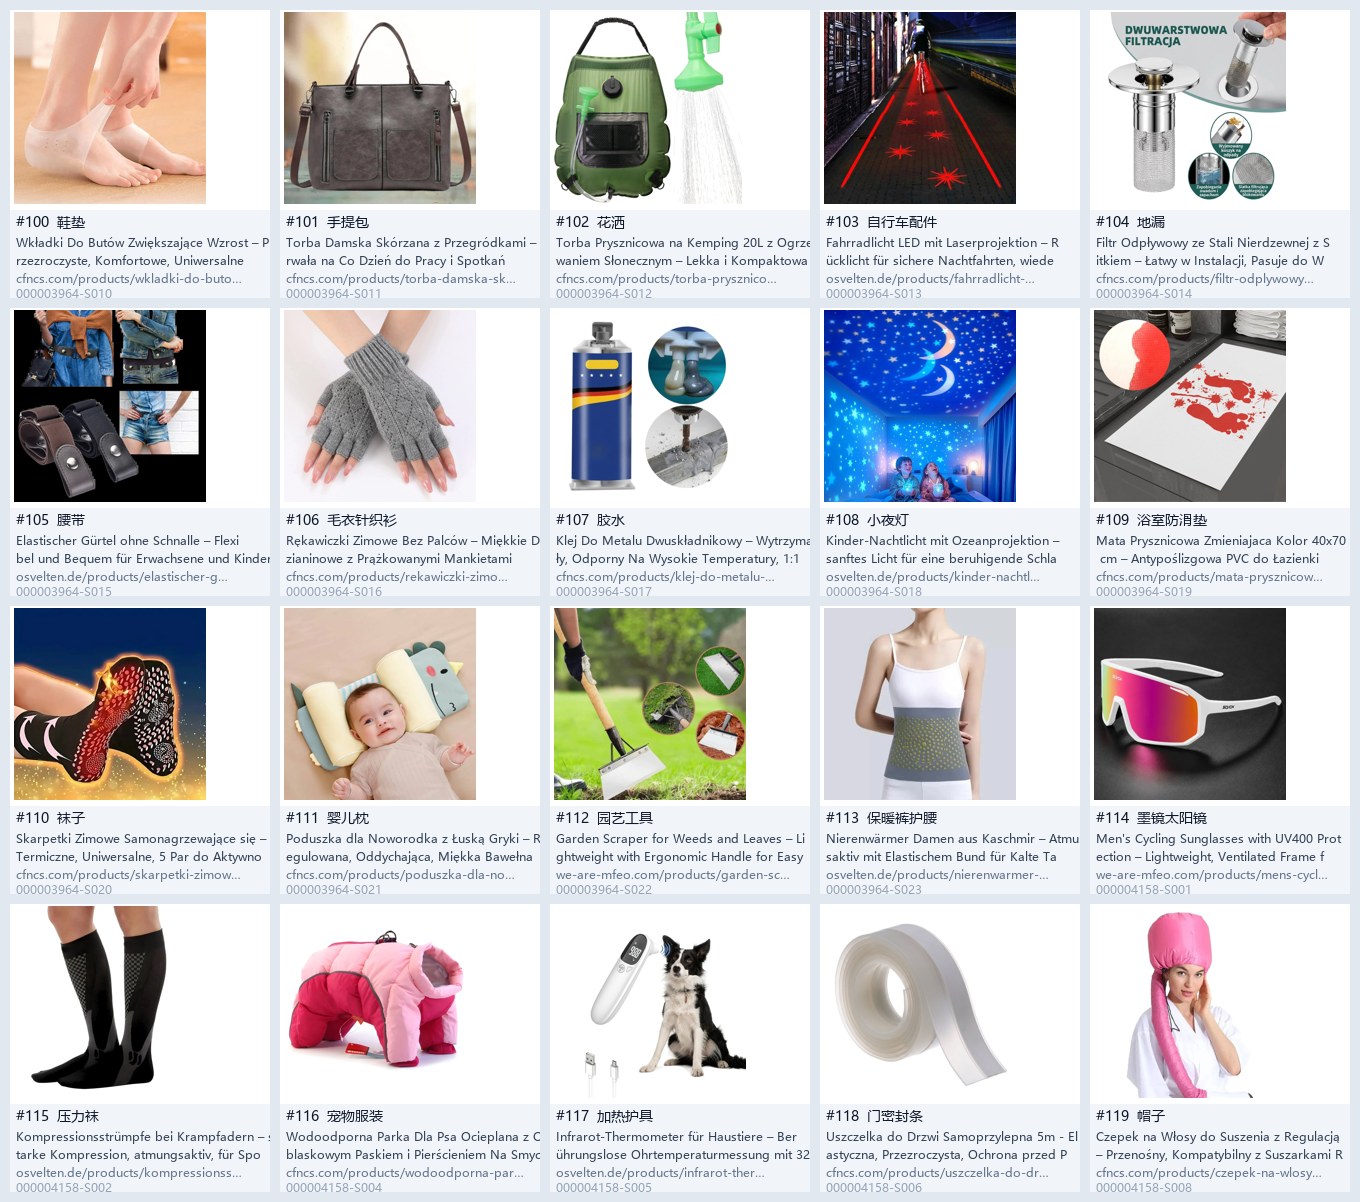 DWUWARSTWOWA
FILTRACJA
#100 鞋垫
Wkładki Do Butów Zwiększające Wzrost – P
rzezroczyste, Komfortowe, Uniwersalne
cfncs.com/products/wkladki-do-buto...
000003964-S010
#101 手提包
Torba Damska Skórzana z Przegródkami –
rwała na Co Dzień do Pracy i Spotkań
cfncs.com/products/torba-damska-sk...
000003964-S011
#102 花洒
Torba Prysznicowa na Kemping 20L z Ogrze
waniem Słonecznym – Lekka i Kompaktowa
cfncs.com/products/torba-prysznico...
000003964-S012
#103 自行车配件
Fahrradlicht LED mit Laserprojektion – R
ücklicht für sichere Nachtfahrten, wiede
osvelten.de/products/fahrradlicht-...
000003964-S013
#104 地漏
Filtr Odpływowy ze Stali Nierdzewnej z S
itkiem – Łatwy w Instalacji, Pasuje do W
cfncs.com/products/filtr-odplywowy...
000003964-S014
#105 腰带
Elastischer Gürtel ohne Schnalle – Flexi
bel und Bequem für Erwachsene und Kinder
osvelten.de/products/elastischer-g...
000003964-S015
#106 毛衣针织衫
Rękawiczki Zimowe Bez Palców – Miękkie D
zianinowe z Prążkowanymi Mankietami
cfncs.com/products/rekawiczki-zimo...
000003964-S016
#107 胶水
Klej Do Metalu Dwuskładnikowy – Wytrzyma
ły, Odporny Na Wysokie Temperatury, 1:1
cfncs.com/products/klej-do-metalu-...
000003964-S017
#108 小夜灯
Kinder-Nachtlicht mit Ozeanprojektion –
sanftes Licht für eine beruhigende Schla
osvelten.de/products/kinder-nachtl...
000003964-S018
#109 浴室防滑垫
Mata Prysznicowa Zmieniajaca Kolor 40x70
cm – Antypoślizgowa PVC do Łazienki
cfncs.com/products/mata-prysznicow...
000003964-S019
#110 袜子
Skarpetki Zimowe Samonagrzewające się –
Termiczne, Uniwersalne, 5 Par do Aktywno
cfncs.com/products/skarpetki-zimow...
000003964-S020
#111 婴儿枕
Poduszka dla Noworodka z Łuską Gryki – R
egulowana, Oddychająca, Miękka Bawełna
cfncs.com/products/poduszka-dla-no...
000003964-S021
#112 园艺工具
Garden Scraper for Weeds and Leaves – Li
ghtweight with Ergonomic Handle for Easy
we-are-mfeo.com/products/garden-sc...
000003964-S022
#113 保暖裤护腰
Nierenwärmer Damen aus Kaschmir – Atmu
saktiv mit Elastischem Bund für Kalte Ta
osvelten.de/products/nierenwarmer-...
000003964-S023
#114 墨镜太阳镜
Men's Cycling Sunglasses with UV400 Prot
ection – Lightweight, Ventilated Frame f
we-are-mfeo.com/products/mens-cycl...
000004158-S001
#115 压力袜
Kompressionsstrümpfe bei Krampfadern – s
tarke Kompression, atmungsaktiv, für Spo
osvelten.de/products/kompressionss...
000004158-S002
#116 宠物服装
Wodoodporna Parka Dla Psa Ocieplana z O
blaskowym Paskiem i Pierścieniem Na Smyc
cfncs.com/products/wodoodporna-par...
000004158-S004
#117 加热护具
Infrarot-Thermometer für Haustiere – Ber
ührungslose Ohrtemperaturmessung mit 32
osvelten.de/products/infrarot-ther...
000004158-S005
#118 门密封条
Uszczelka do Drzwi Samoprzylepna 5m - El
astyczna, Przezroczysta, Ochrona przed P
cfncs.com/products/uszczelka-do-dr...
000004158-S006
#119 帽子
Czepek na Włosy do Suszenia z Regulacją
– Przenośny, Kompatybilny z Suszarkami R
cfncs.com/products/czepek-na-wlosy...
000004158-S008